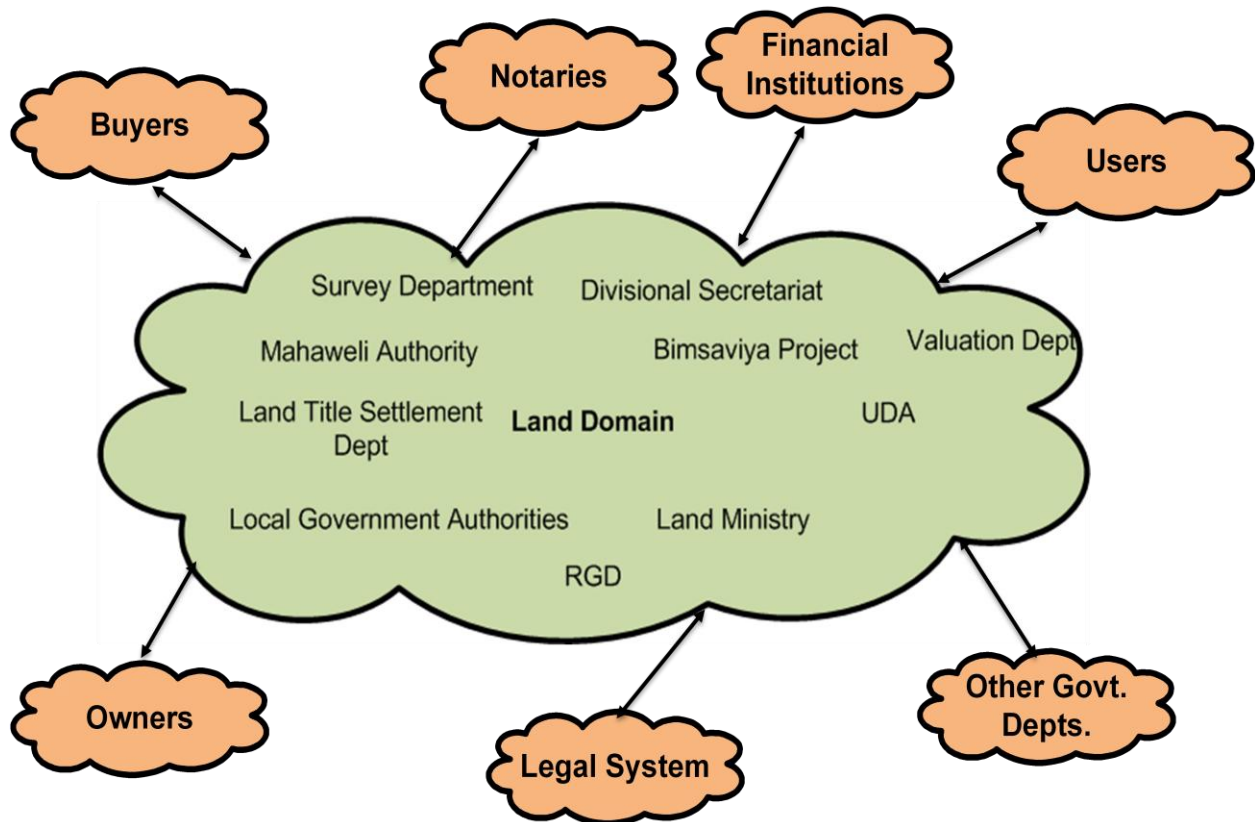 Notaries
Financial
Institutions
Buyers
Users
Survey Department
Divisional Secretariat
Mahaweli Authority
Bimsaviya Project
Valuation Dept
Land Title Settlement
Dept
Land Domain
UDA
Local Government Authorities
Land Ministry
RGD
Owners
Legal System
Other Govt.
Depts.